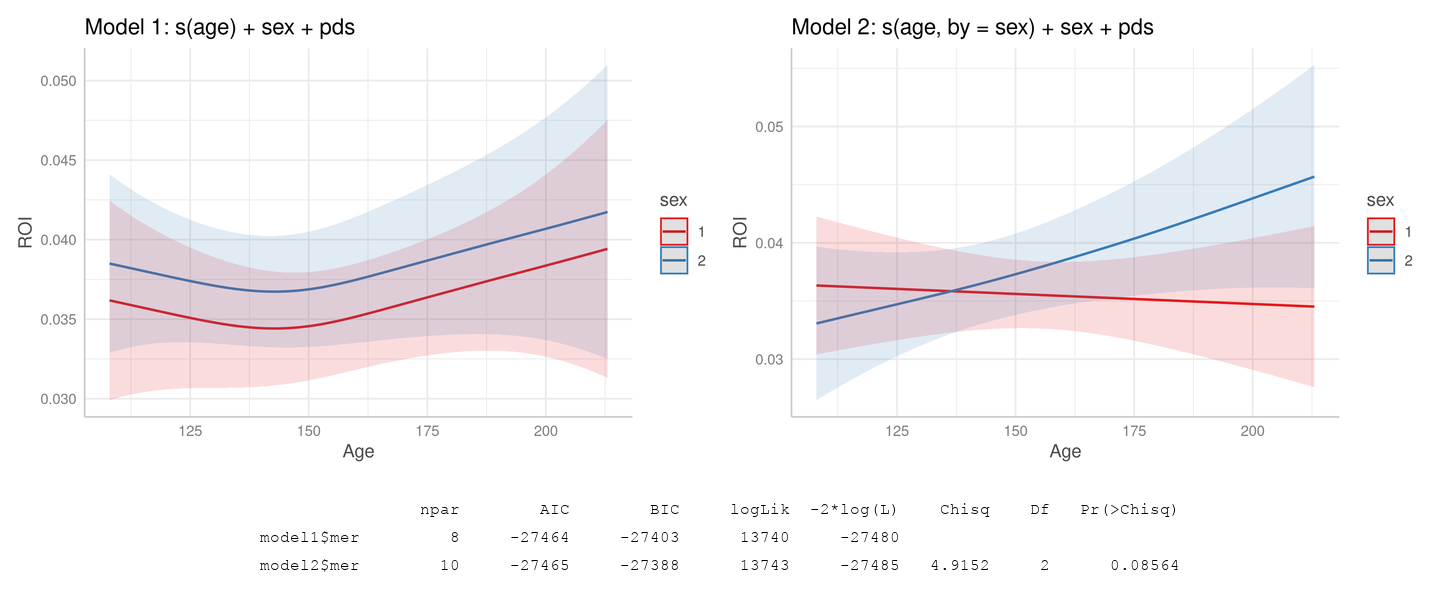 Model 1: s(age) + sex + pds
0.050
0.045
0.040
0.035
0.030
ROI
125 150 175 200
Age
sex
1
2
Model 2: s(age, by = sex) + sex + pds
0.05
0.04
0.03
ROI
125 150 175 200
Age
sex
1
2
npar AIC BIC logLik -2*log(L) Chisq Df Pr(>Chisq)
model1$mer 8 -27464 -27403 13740 -27480
model2$mer 10 -27465 -27388 13743 -27485 4.9152 2 0.08564